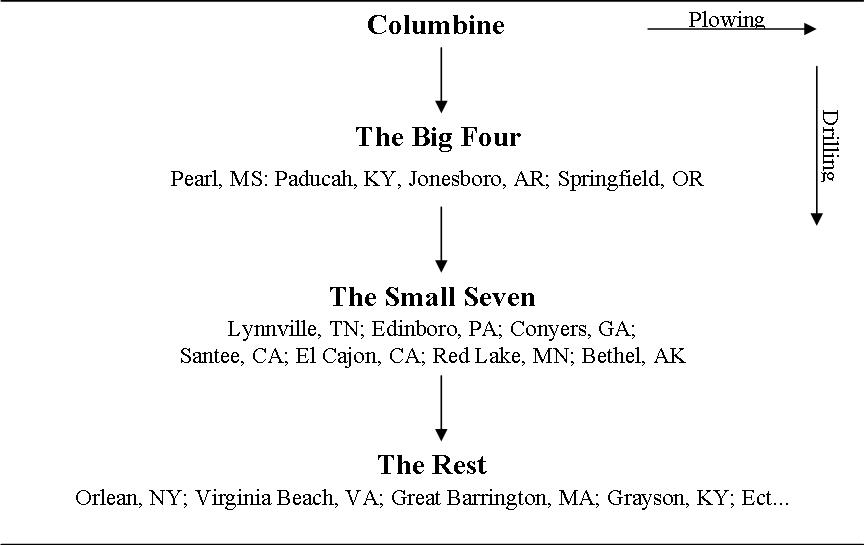 Columbine
Plowing
Drilling
The Big Four
Pearl, MS: Paducah, KY, Jonesboro, AR; Springfield, OR
The Small Seven
Lynnville, TN; Edinboro, PA; Conyers, GA;
Santee, CA; El Cajon, CA; Red Lake, MN; Bethel, AK
The Rest
Orlean, NY; Virginia Beach, VA; Great Barrington, MA; Grayson, KY; Ect...